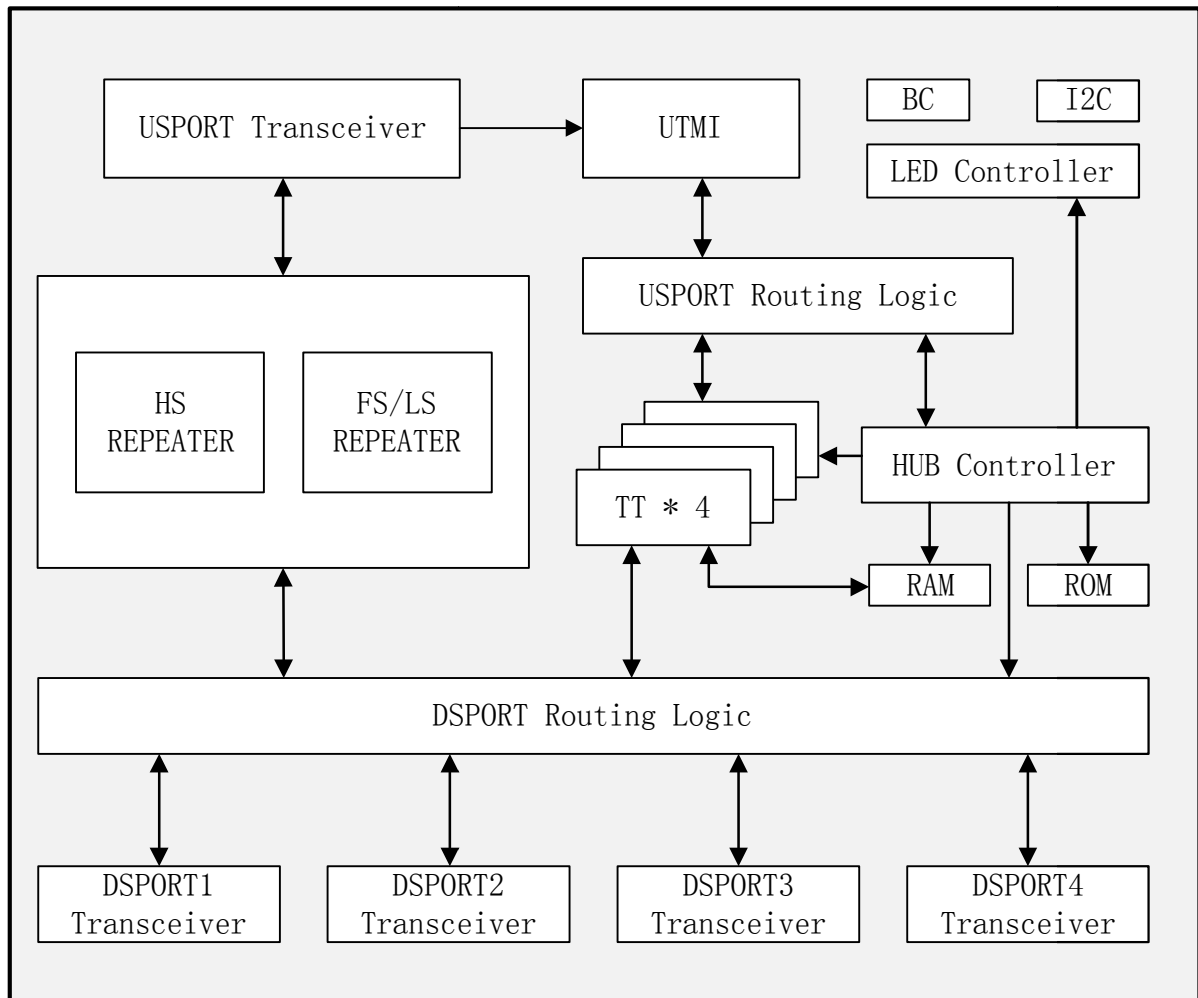 USPORT Transceiver
UTMI
BC
I2C
LED Controller
USPORT Routing Logic
HS
REPEATER
FS/LS
REPEATER
HUB Controller
TT * 4
RAM
ROM
DSPORT Routing Logic
DSPORT1
Transceiver
DSPORT2
Transceiver
DSPORT3
Transceiver
DSPORT4
Transceiver